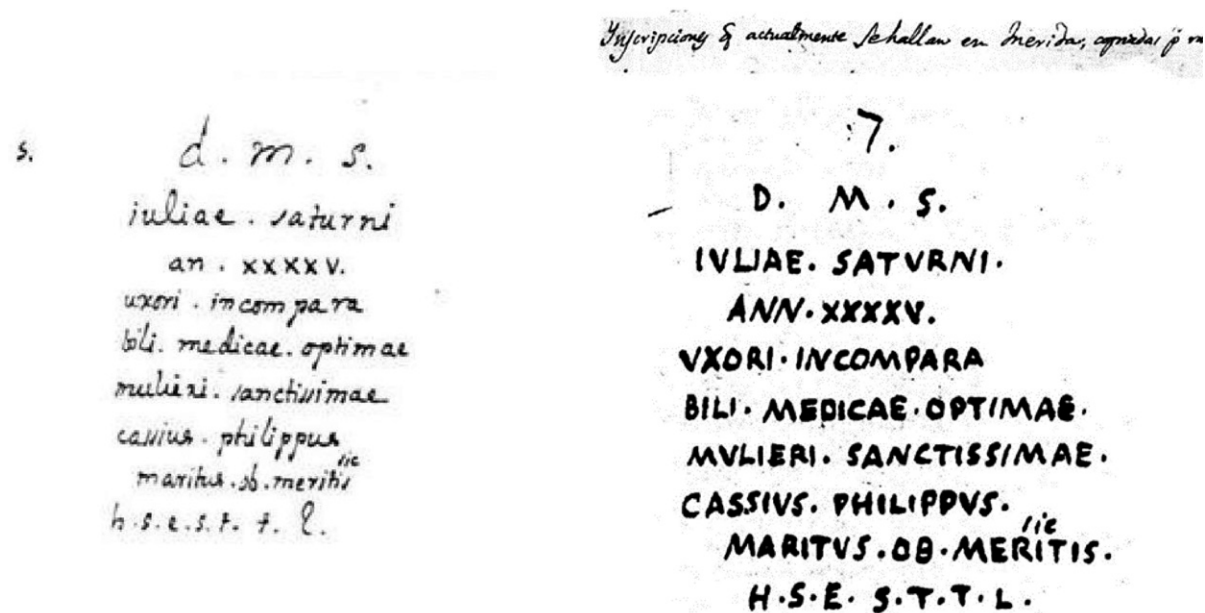 s.
d. m. s.
iuliae. saturni
an. xxxxv.
uxori. incompara
bili. medicae. optimae
mulieri. sanctissimae
cassius. philippus
sic
maritus. ob. meritis
h. s. e. s. t. t. l.
Ynscripciones q̃ actualmente se hallan en Merida, copiadas p̃
7.
D. M. S.
IVLIAE. SATVRNI.
ANN. XXXXV.
VXORI. INCOMPARA
BILI. MEDICAE. OPTIMAE.
MVLIERI. SANCTISSIMAE.
CASSIVS. PHILIPPVS.
sic
MARITVS. OB. MERITIS.
H. S. E. S. T. T. L.